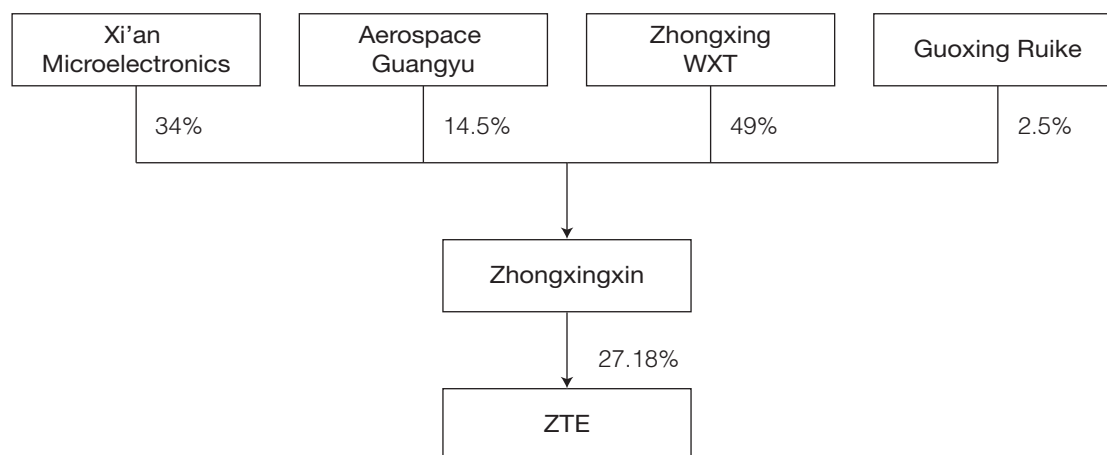 Xi’an
Microelectronics
Aerospace
Guangyu
Zhongxing
WXT
Guoxing Ruike
34%
14.5%
49%
2.5%
Zhongxingxin
27.18%
ZTE